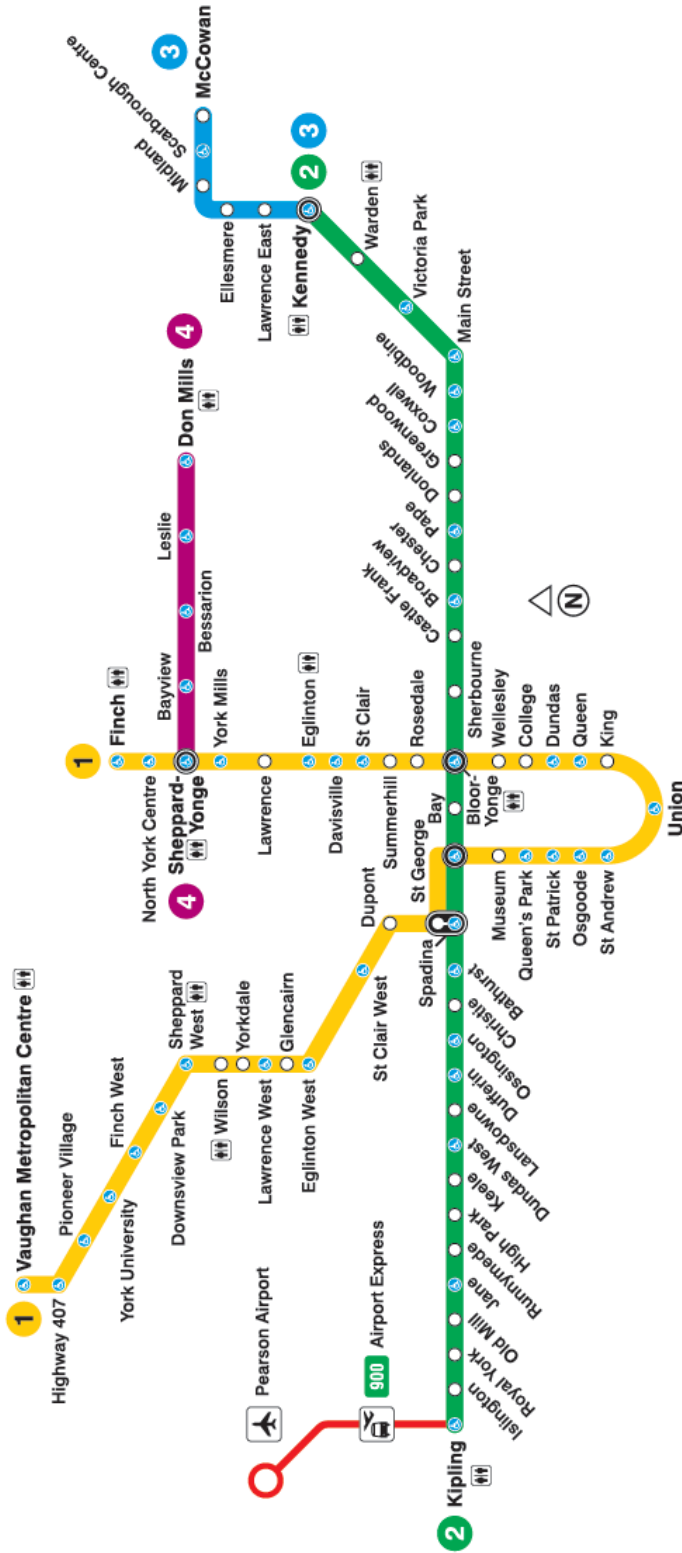 1
Vaughan Metropolitan Centre
Highway 407
Pioneer Village
York University
Finch West
Downsview Park
Sheppard
West
Wilson
Yorkdale
Lawrence West
Glencairn
Eglinton West
St Clair West
Dupont
Spadina
St George
Museum
Queen's Park
St Patrick
Osgoode
St Andrew
Union
King
Queen
Dundas
College
Wellesley
Bloor-
Yonge
Rosedale
Summerhill
St Clair
Davisville
Eglinton
Lawrence
York Mills
4
Sheppard-
Yonge
North York Centre
Finch
1
Bayview
Bessarion
Leslie
Don Mills
4
Pearson Airport
900
Airport Express
2
Kipling
Islington
Royal York
Old Mill
Jane
Runnymede
High Park
Keele
Dundas West
Lansdowne
Dufferin
Ossington
Christie
Bathurst
Bay
Sherbourne
Castle Frank
Broadview
Chester
Pape
Donlands
Greenwood
Coxwell
Woodbine
Main Street
Victoria Park
Warden
Kennedy
2
3
Lawrence East
Ellesmere
Midland
Scarborough Centre
McCowan
3
N